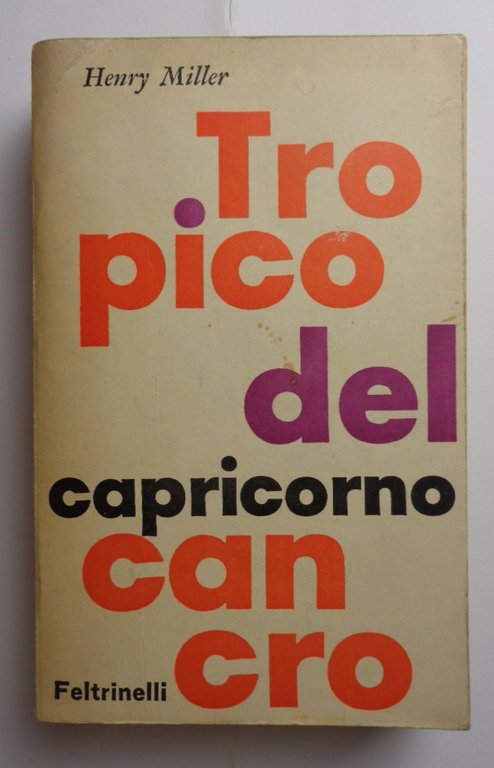 Henry Miller
Tro
pico
del
capricorno
can
cro
Feltrinelli